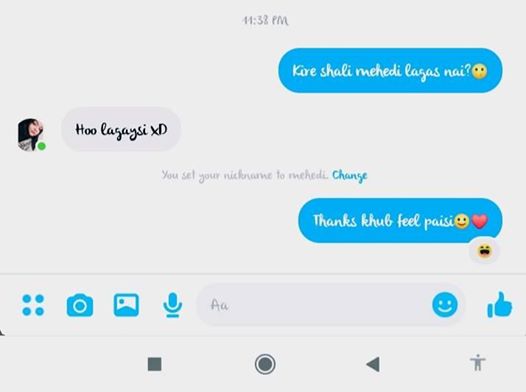 11:38 PM
Kire shali mehedi lagas nai?😶
Hoo lagaysi xD
You set your nickname to mehedi. Change
Thanks khub feel paisi🙂❤️
Aa